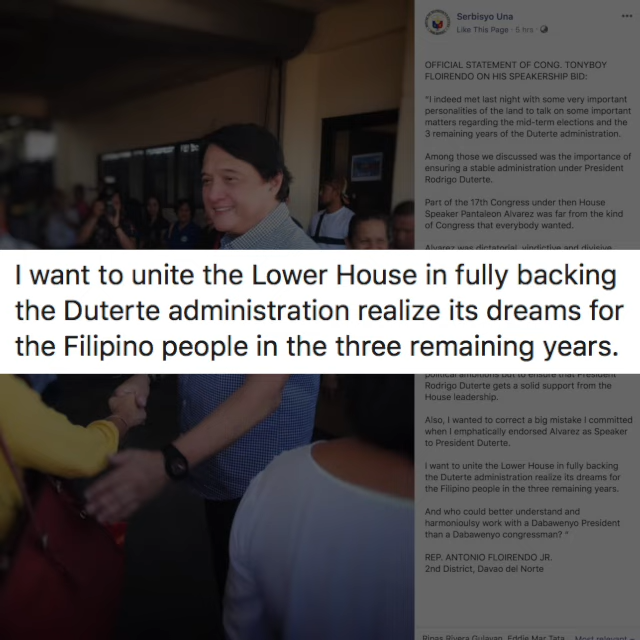 Serbisyo Una
Like This Page · 5 hrs ·
OFFICIAL STATEMENT OF CONG. TONYBOY
FLOIRENDO ON HIS SPEAKERSHIP BID:
"I indeed met last night with some very important
personalities of the land to talk on some important
matters regarding the mid-term elections and the
3 remaining years of the Duterte administration.
Among those we discussed was the importance of
ensuring a stable administration under President
Rodrigo Duterte.
Part of the 17th Congress under then House
Speaker Pantaleon Alvarez was far from the kind
of Congress that everybody wanted.
Alvarez was dictatorial, vindictive and divisive
I want to unite the Lower House in fully backing
the Duterte administration realize its dreams for
the Filipino people in the three remaining years.
political ambitions but to ensure that President
Rodrigo Duterte gets a solid support from the
House leadership.
Also, I wanted to correct a big mistake I committed
when I emphatically endorsed Alvarez as Speaker
to President Duterte.
I want to unite the Lower House in fully backing
the Duterte administration realize its dreams for
the Filipino people in the three remaining years.
And who could better understand and
harmonioulsy work with a Dabawenyo President
than a Dabawenyo congressman? "
REP. ANTONIO FLOIRENDO JR.
2nd District, Davao del Norte
Rivera Gulayan, Eddie Mar Tata Most relevant